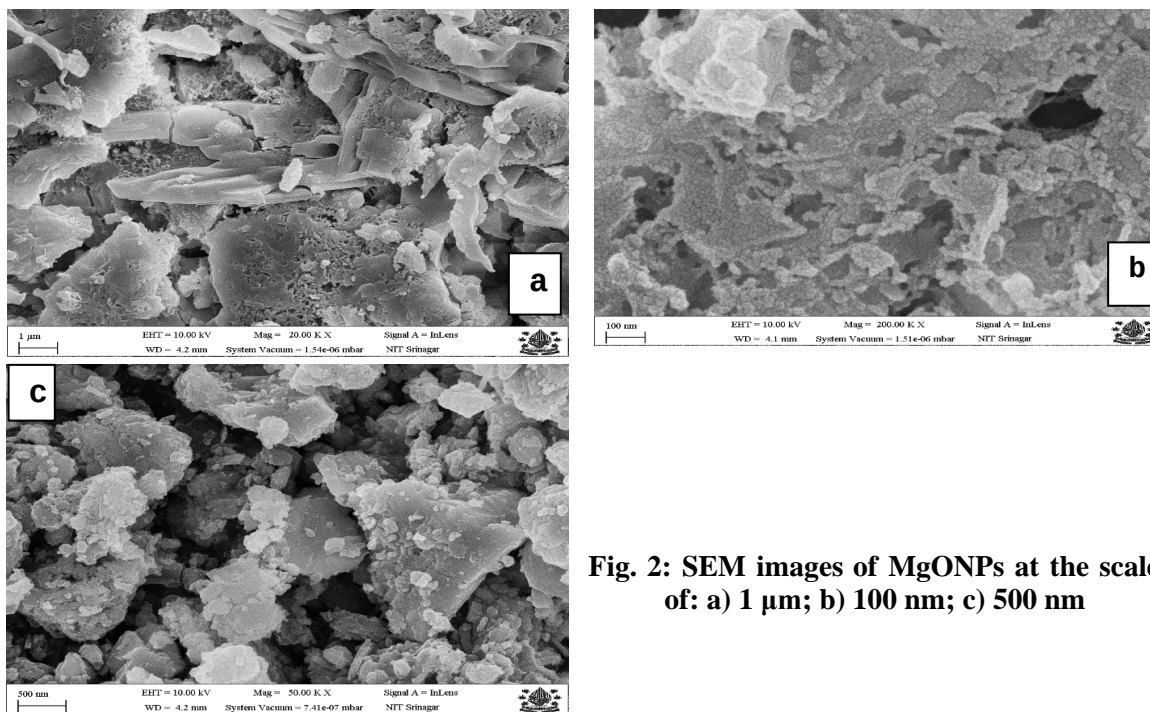 a
1 µm
EHT = 10.00 kV Mag = 20.00 K X Signal A = InLens
WD = 4.2 mm System Vacuum = 1.54e-06 mbar NIT Srinagar
b
100 nm
EHT = 10.00 kV Mag = 200.00 K X Signal A = InLens
WD = 4.1 mm System Vacuum = 1.51e-06 mbar NIT Srinagar
c
500 nm
EHT = 10.00 kV Mag = 50.00 K X Signal A = InLens
WD = 4.2 mm System Vacuum = 7.41e-07 mbar NIT Srinagar
Fig. 2: SEM images of MgONPs at the scale
of: a) 1 µm; b) 100 nm; c) 500 nm